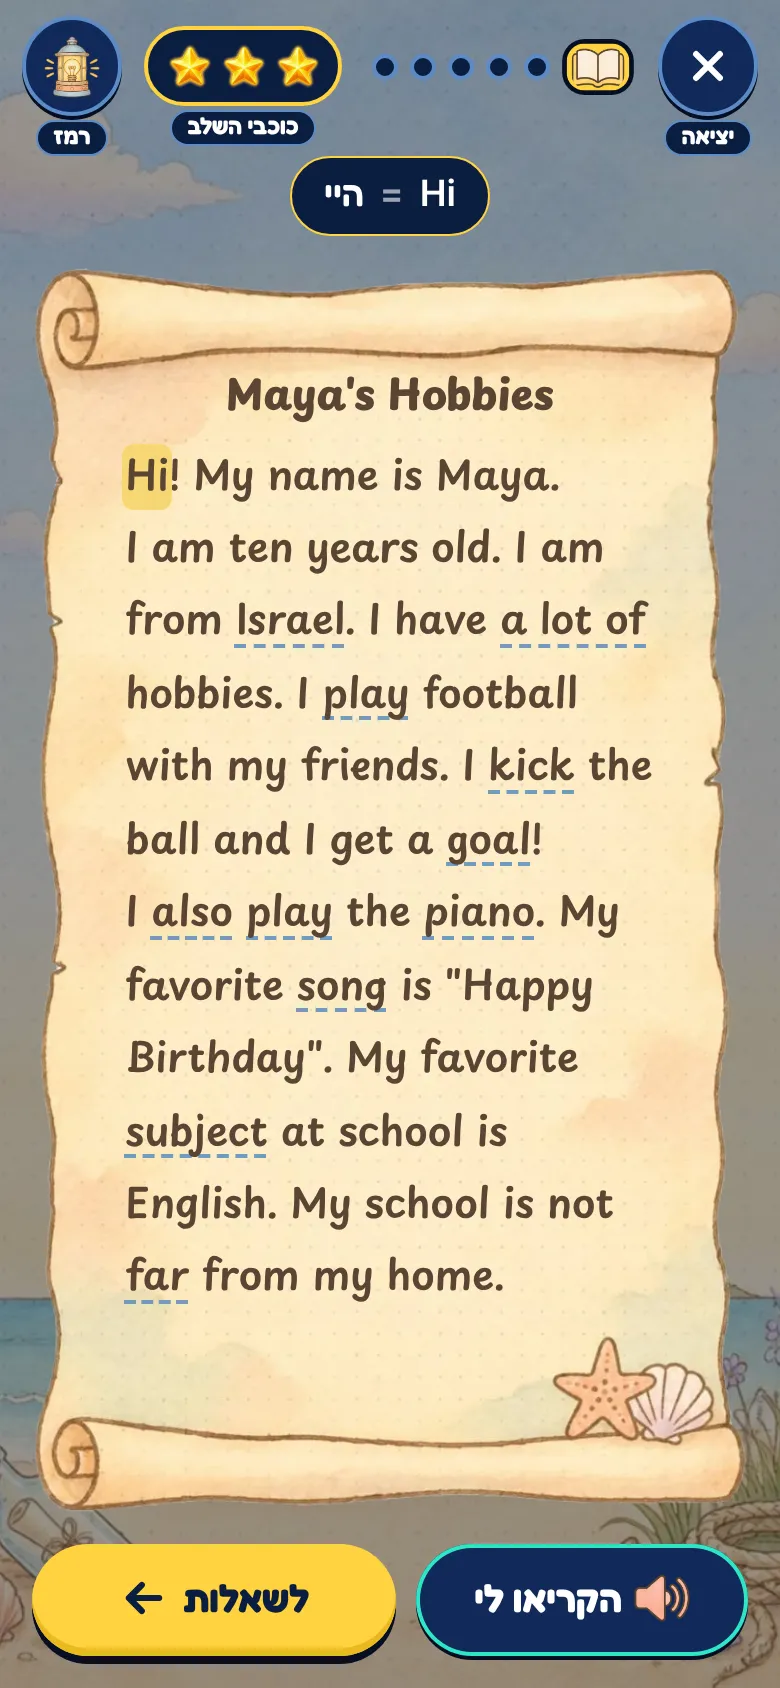 רמז
כוכבי השלב
יציאה
Hi = היי
Maya's Hobbies
Hi! My name is Maya.
I am ten years old. I am
from Israel. I have a lot of
hobbies. I play football
with my friends. I kick the
ball and I get a goal!
I also play the piano. My
favorite song is "Happy
Birthday". My favorite
subject at school is
English. My school is not
far from my home.
הקריאו לי
לשאלות ←